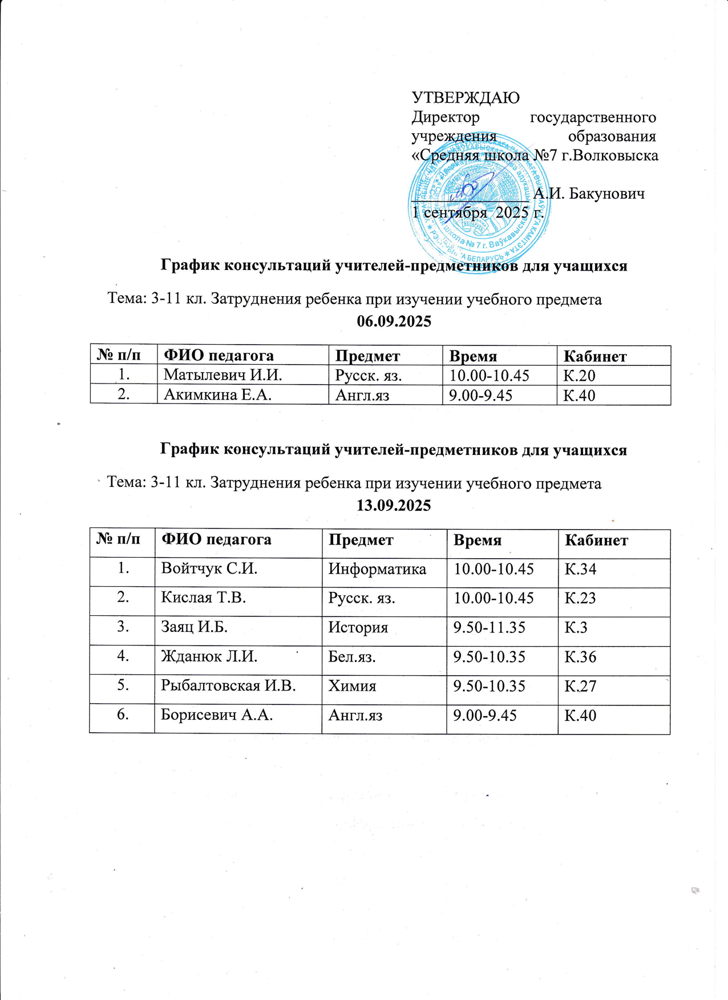 УТВЕРЖДАЮ
Директор государственного
учреждения образования
«Средняя школа №7 г.Волковыска
А.И. Бакунович
1 сентября 2025 г.
школа № 7 г. Ваўкавыска
БЕЛАРУСЬ
График консультаций учителей-предметников для учащихся
Тема: 3-11 кл. Затруднения ребенка при изучении учебного предмета
06.09.2025
№ п/п ФИО педагога Предмет Время Кабинет
1. Матылевич И.И. Русск. яз. 10.00-10.45 К.20
2. Акимкина Е.А. Англ.яз 9.00-9.45 К.40
График консультаций учителей-предметников для учащихся
Тема: 3-11 кл. Затруднения ребенка при изучении учебного предмета
13.09.2025
№ п/п ФИО педагога Предмет Время Кабинет
1. Войтчук С.И. Информатика 10.00-10.45 К.34
2. Кислая Т.В. Русск. яз. 10.00-10.45 К.23
3. Заяц И.Б. История 9.50-11.35 К.3
4. Жданюк Л.И. Бел.яз. 9.50-10.35 К.36
5. Рыбалтовская И.В. Химия 9.50-10.35 К.27
6. Борисевич А.А. Англ.яз 9.00-9.45 К.40